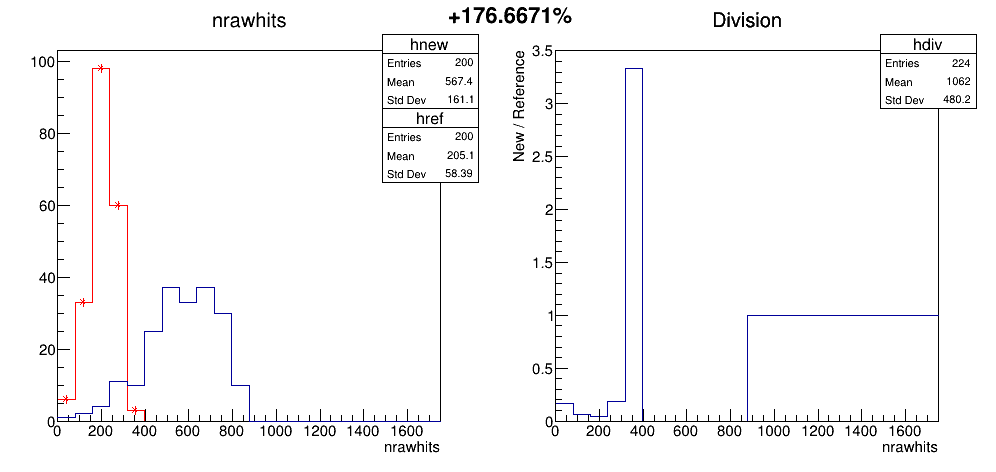 +176.6671%
nrawhits
hnew
Entries 200
Mean 567.4
Std Dev 161.1
href
Entries 200
Mean 205.1
Std Dev 58.39
100
80
60
40
20
0
0 200 400 600 800 1000 1200 1400 1600
nrawhits
Division
hdiv
Entries 224
Mean 1062
Std Dev 480.2
New / Reference
3.5
3
2.5
2
1.5
1
0.5
0
0 200 400 600 800 1000 1200 1400 1600
nrawhits